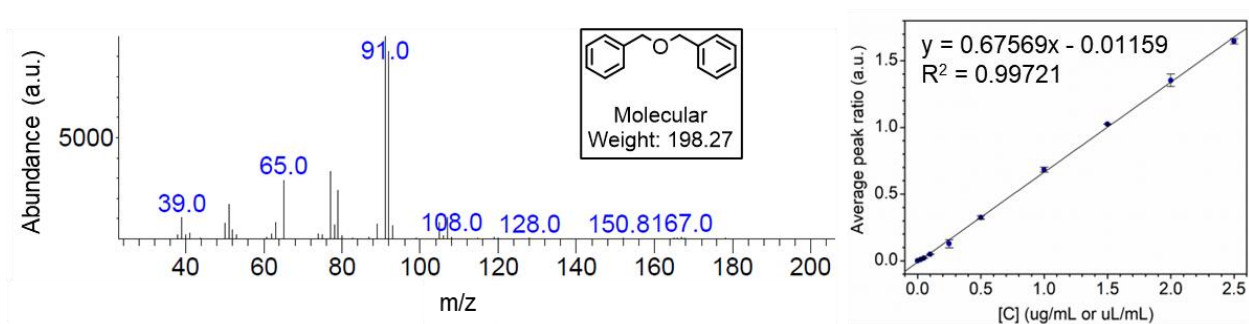 Abundance (a.u.)
5000
39.0
65.0
91.0
108.0
128.0
150.8167.0
40 60 80 100 120 140 160 180 200
m/z
O
Molecular
Weight: 198.27
Average peak ratio (a.u.)
y = 0.67569x - 0.01159
R² = 0.99721
1.5
1.0
0.5
0.0
0.0 0.5 1.0 1.5 2.0 2.5
[C] (ug/mL or uL/mL)